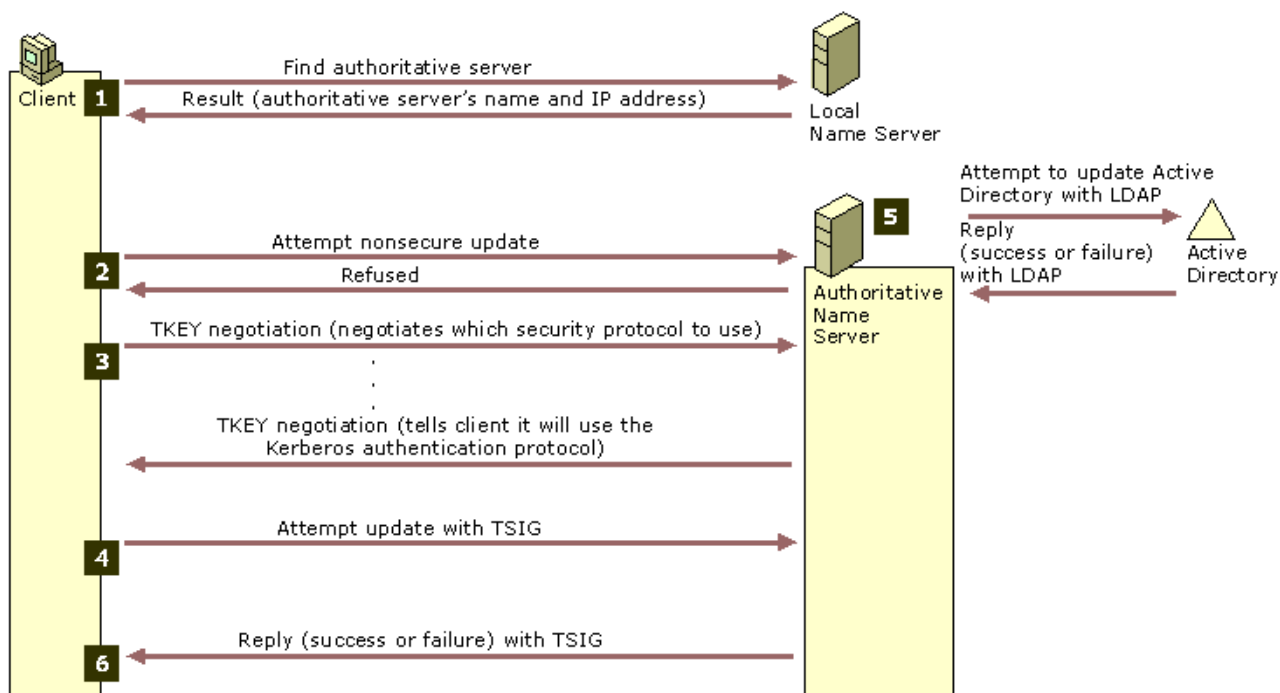 Find authoritative server
Client
1
Result (authoritative server's name and IP address)
Local
Name Server
Attempt to update Active
Directory with LDAP
5
Reply
(success or failure)
with LDAP
Active
Directory
Attempt nonsecure update
2
Refused
Authoritative
Name
Server
TKEY negotiation (negotiates which security protocol to use)
3
.
.
.
TKEY negotiation (tells client it will use the
Kerberos authentication protocol)
Attempt update with TSIG
4
Reply (success or failure) with TSIG
6